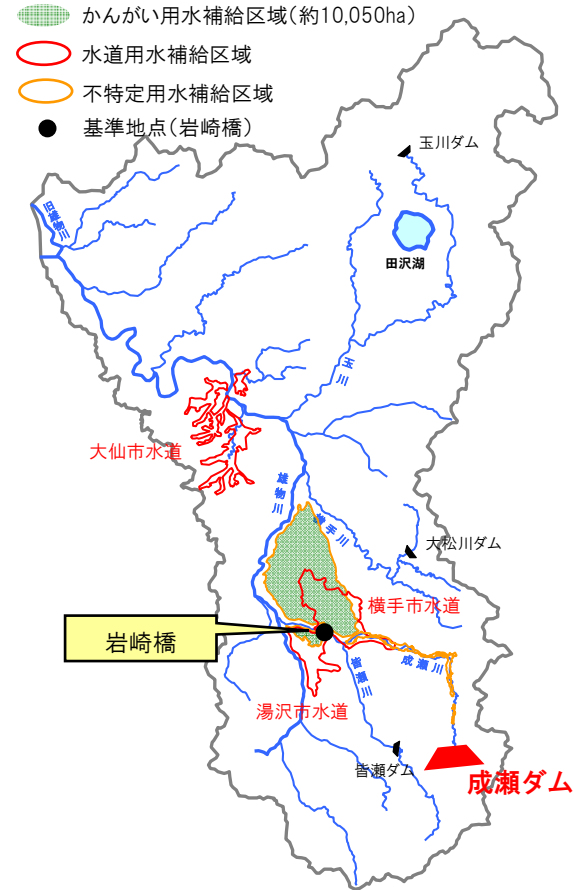 かんがい用水補給区域(約10,050ha)
水道用水補給区域
不特定用水補給区域
基準地点(岩崎橋)
玉川ダム
旧雄物川
田沢湖
玉川
大仙市水道
雄物川
横手川
大松川ダム
横手市水道
岩崎橋
成瀬川
皆瀬川
湯沢市水道
皆瀬ダム
成瀬ダム